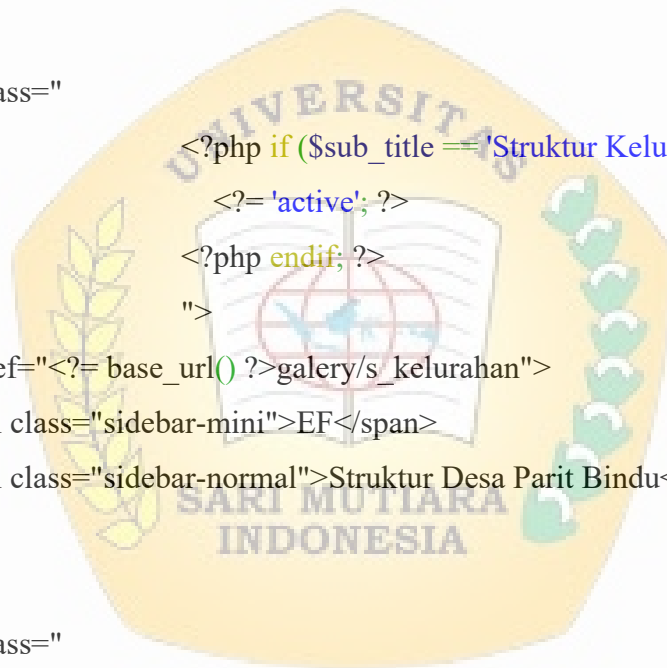 ass="
UNIVERSITAS
<?php if ($sub_title == 'Struktur Kelu
<?= 'active'; ?>
<?php endif; ?>
">
ef="<?= base_url() ?>galery/s_kelurahan">
class="sidebar-mini">EF</span>
class="sidebar-normal">Struktur Desa Parit Bindu<
SARI MUTIARA
INDONESIA
ass="